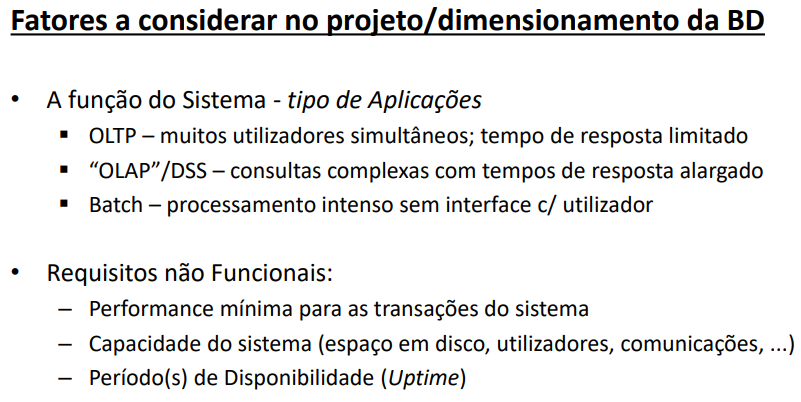 Fatores a considerar no projeto/dimensionamento da BD
• A função do Sistema - tipo de Aplicações
▪ OLTP – muitos utilizadores simultâneos; tempo de resposta limitado
▪ “OLAP”/DSS – consultas complexas com tempos de resposta alargado
▪ Batch – processamento intenso sem interface c/ utilizador
• Requisitos não Funcionais:
– Performance mínima para as transações do sistema
– Capacidade do sistema (espaço em disco, utilizadores, comunicações, ...)
– Período(s) de Disponibilidade (Uptime)